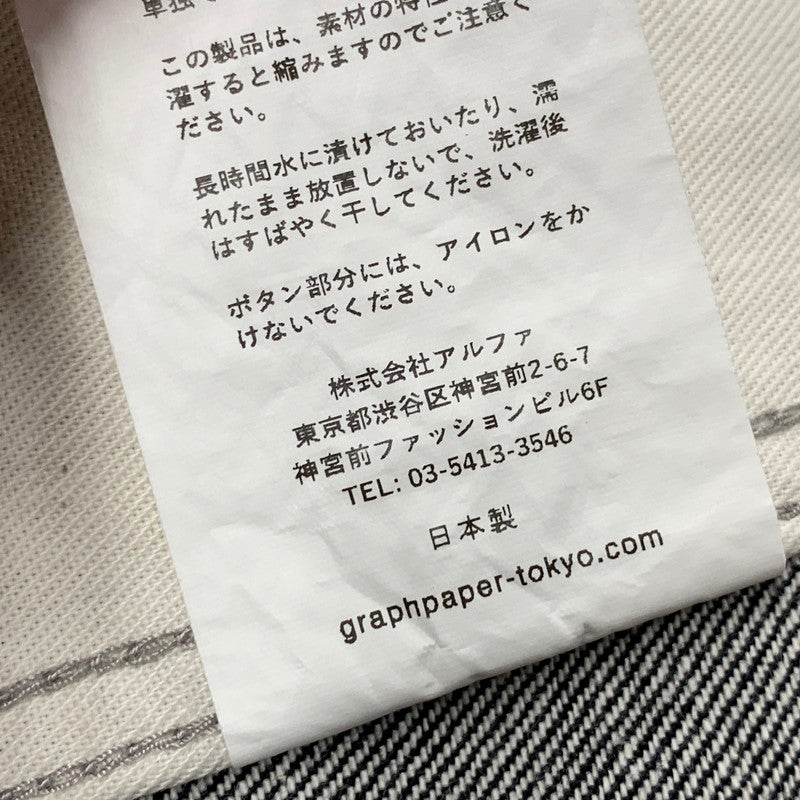 単独
この製品は、素材の特性
濯すると縮みますのでご注意く
ださい。
長時間水に漬けておいたり、濡
れたまま放置しないで、洗濯後
はすばやく干してください。
ボタン部分には、アイロンをか
けないでください。
株式会社アルファ
東京都渋谷区神宮前2-6-7
神宮前ファッションビル6F
TEL: 03-5413-3546
日本製
graphpaper-tokyo.com